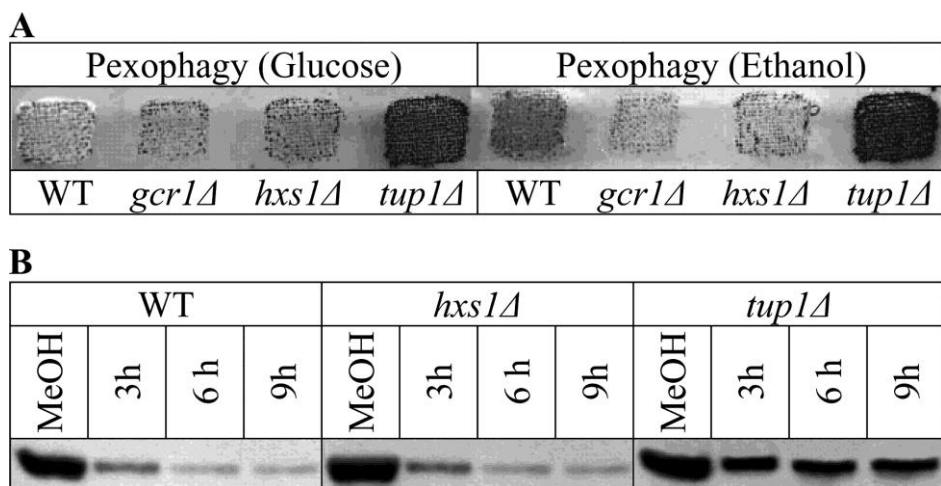 A
Pexophagy (Glucose) Pexophagy (Ethanol)
WT gcr1Δ hxs1Δ tup1Δ WT gcr1Δ hxs1Δ tup1Δ
B
WT hxs1Δ tup1Δ
MeOH 3h 6 h 9h MeOH 3h 6 h 9h MeOH 3h 6 h 9h